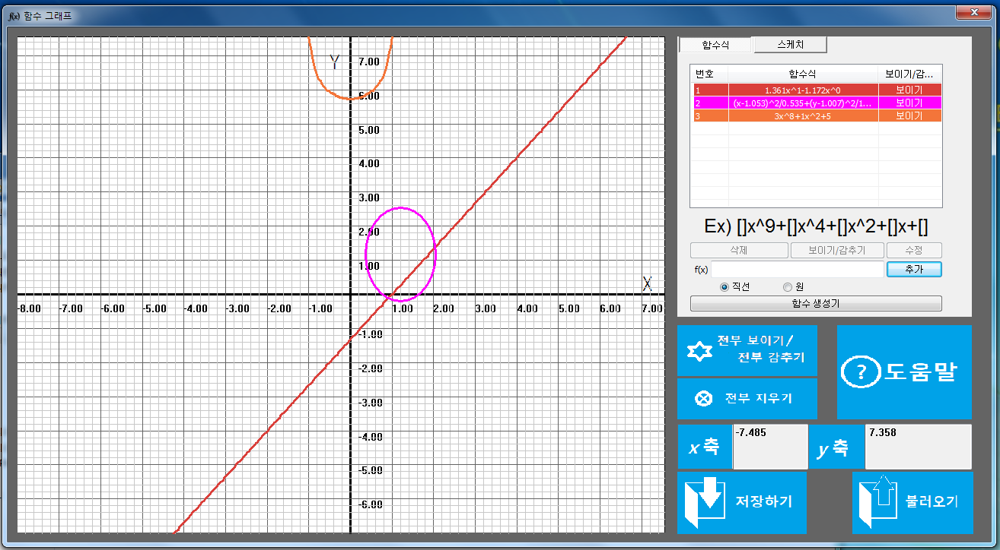 f(x) 함수 그래프
Y
7.00
6.00
5.00
4.00
3.00
2.00
1.00
X
-8.00 -7.00 -6.00 -5.00 -4.00 -3.00 -2.00 -1.00 1.00 2.00 3.00 4.00 5.00 6.00 7.00
-1.00
-2.00
-3.00
-4.00
-5.00
-6.00
함수식 스케치
번호 함수식 보이기/감...
1 1.361x^1-1.172x^0 보이기
2 (x-1.053)^2/0.535+(y-1.007)^2/1... 보이기
3 3x^8+1x^2+5 보이기
Ex) []x^9+[]x^4+[]x^2+[]x+[]
삭제 보이기/감추기 수정
f(x) 추가
직선 원
함수 생성기
전부 보이기/
전부 감추기
전부 지우기
? 도움말
x 축 -7.485 y 축 7.358
저장하기 불러오기